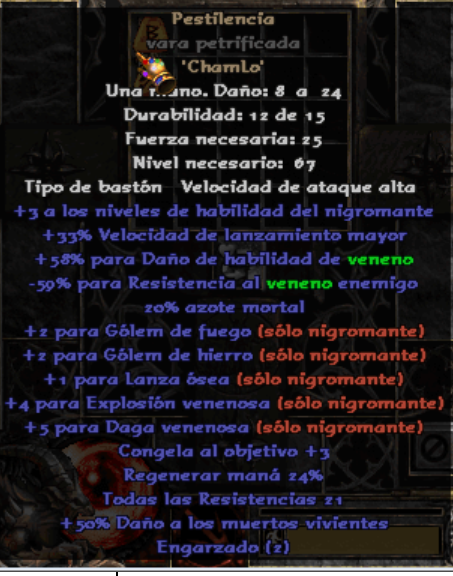 Pestilencia
vara petrificada
'ChamLo'
Una mano. Daño: 8 a 24
Durabilidad: 12 de 15
Fuerza necesaria: 25
Nivel necesario: 67
Tipo de bastón Velocidad de ataque alta
+3 a los niveles de habilidad del nigromante
+33% Velocidad de lanzamiento mayor
+58% para Daño de habilidad de veneno
-59% para Resistencia al veneno enemigo
20% azote mortal
+2 para Gólem de fuego (sólo nigromante)
+2 para Gólem de hierro (sólo nigromante)
+1 para Lanza ósea (sólo nigromante)
+4 para Explosión venenosa (sólo nigromante)
+5 para Daga venenosa (sólo nigromante)
Congela al objetivo +3
Regenerar maná 24%
Todas las Resistencias 21
+50% Daño a los muertos vivientes
Engarzado (2)